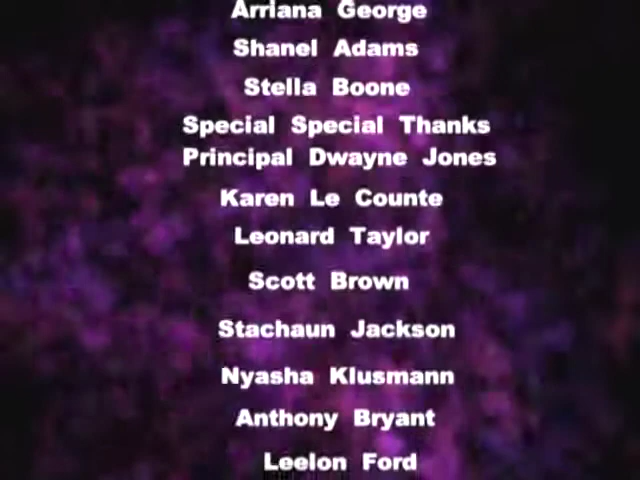 Arriana George
Shanel Adams
Stella Boone
Special Special Thanks
Principal Dwayne Jones
Karen Le Counte
Leonard Taylor
Scott Brown
Stachaun Jackson
Nyasha Klusmann
Anthony Bryant
Leelon Ford